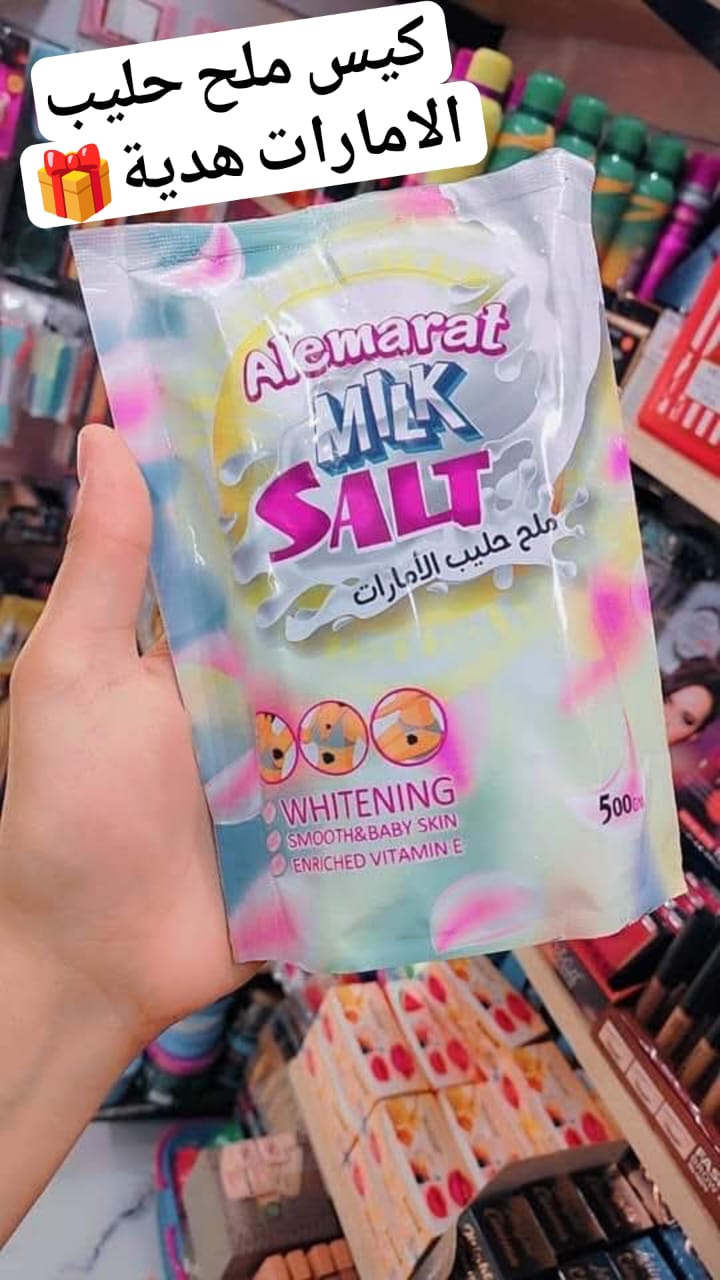 كيس ملح حليب
الامارات هدية 🎁
Alemarat
MILK
SALT
ملح حليب الأمارات
WHITENING
SMOOTH&BABY SKIN
ENRICHED VITAMIN E
500GM